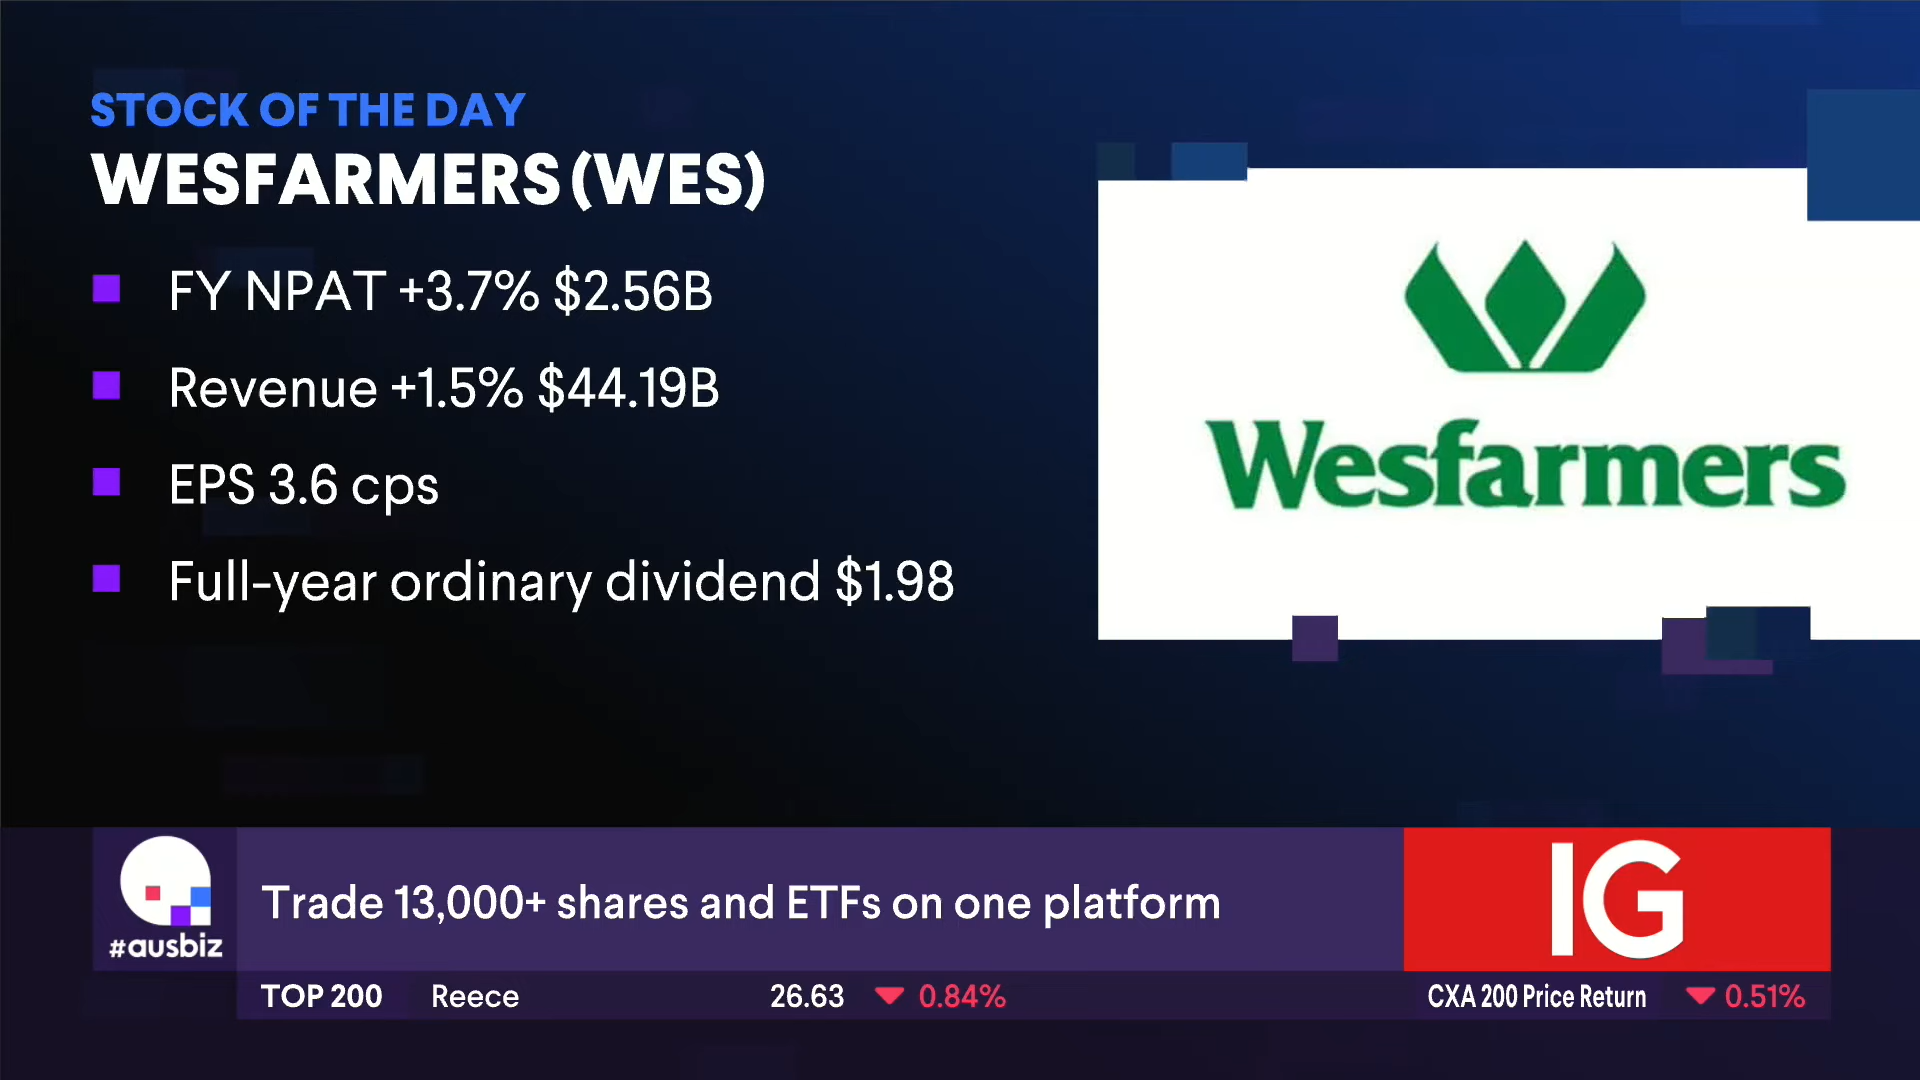 STOCK OF THE DAY
WESFARMERS (WES)
FY NPAT +3.7% $2.56B
Revenue +1.5% $44.19B
EPS 3.6 cps
Full-year ordinary dividend $1.98
Wesfarmers
#ausbiz
Trade 13,000+ shares and ETFs on one platform
IG
TOP 200 Reece 26.63 ▼ 0.84% CXA 200 Price Return ▼ 0.51%